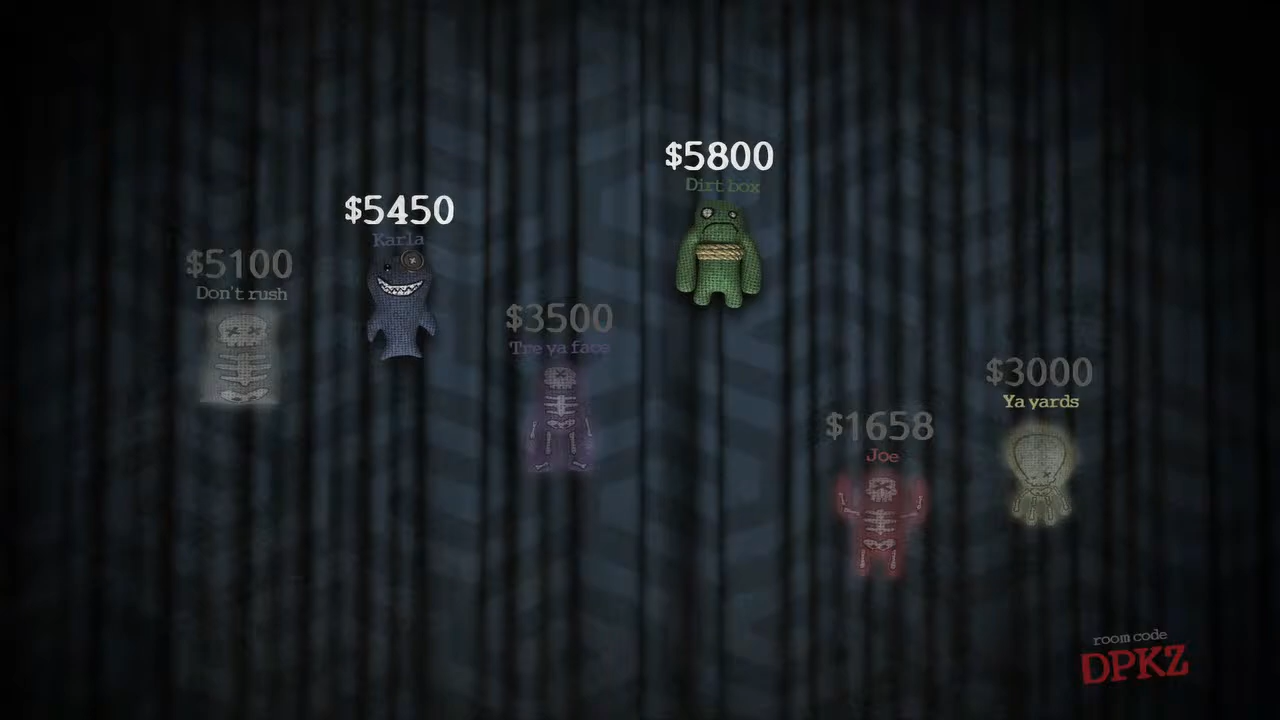 $5800
Dirt box
$5450
Karla
$5100
Don't rush
$3500
Tre ya face
$3000
Ya yards
$1658
Joe
room code
DPKZ